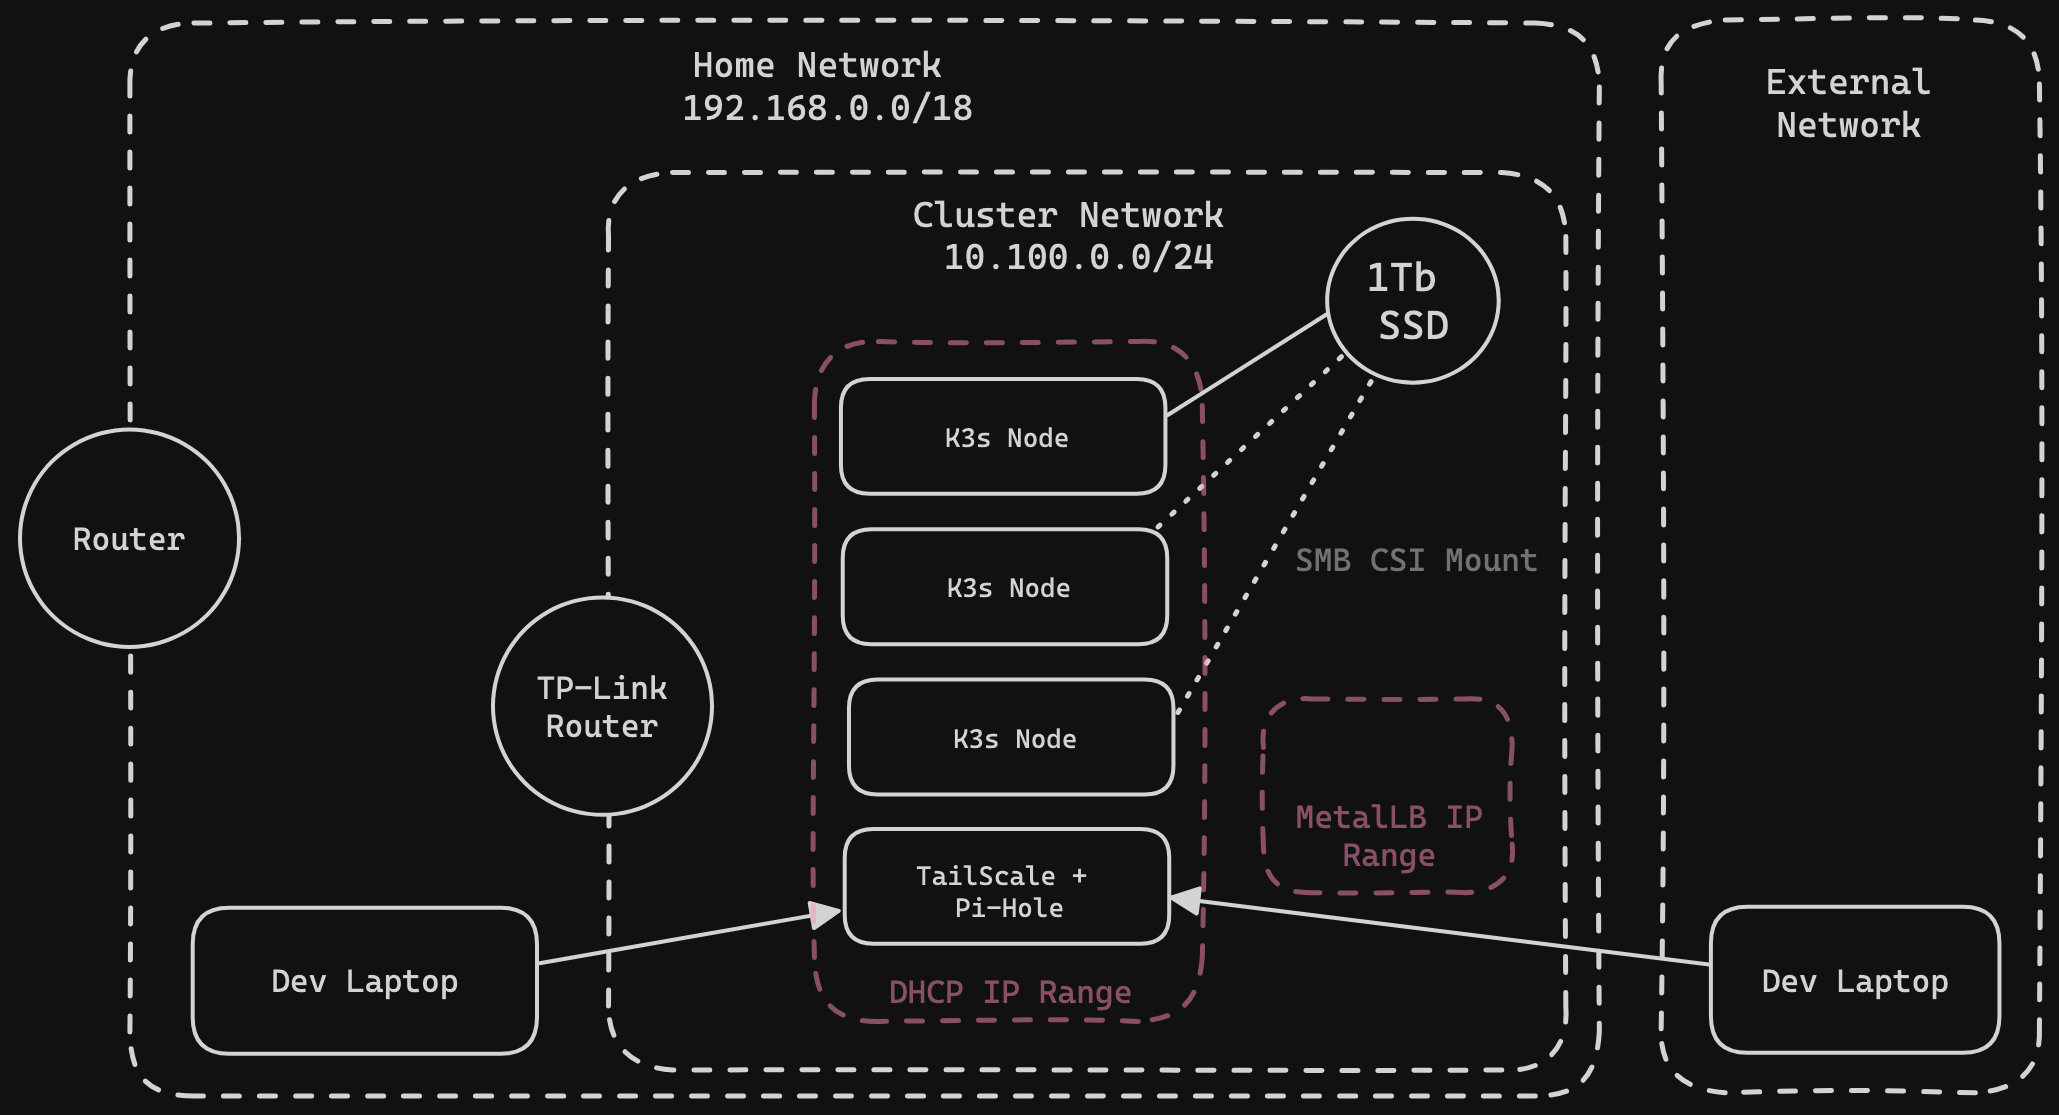 Home Network
192.168.0.0/18
External
Network
Cluster Network
10.100.0.0/24
1Tb
SSD
K3s Node
Router
K3s Node
SMB CSI Mount
TP-Link
Router
K3s Node
MetalLB IP
Range
TailScale +
Pi-Hole
Dev Laptop
DHCP IP Range
Dev Laptop